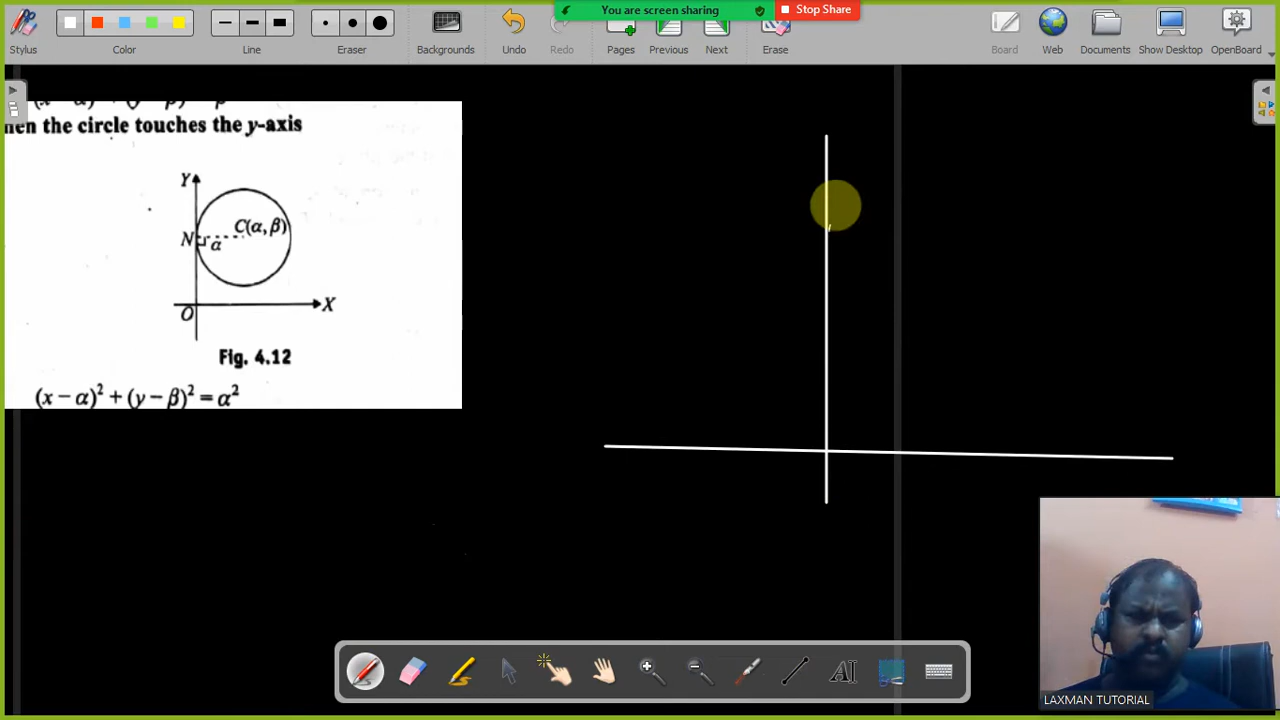 You are screen sharing
Stop Share
Stylus
Color
Line
Eraser
Backgrounds
Undo
Redo
Pages
Previous
Next
Erase
Board
Web
Documents
Show Desktop
OpenBoard
the circle touches the y-axis
Y
C(α, β)
N
α
O
X
Fig. 4.12
(x − α)² + (y − β)² = α²
AI
LAXMAN TUTORIAL